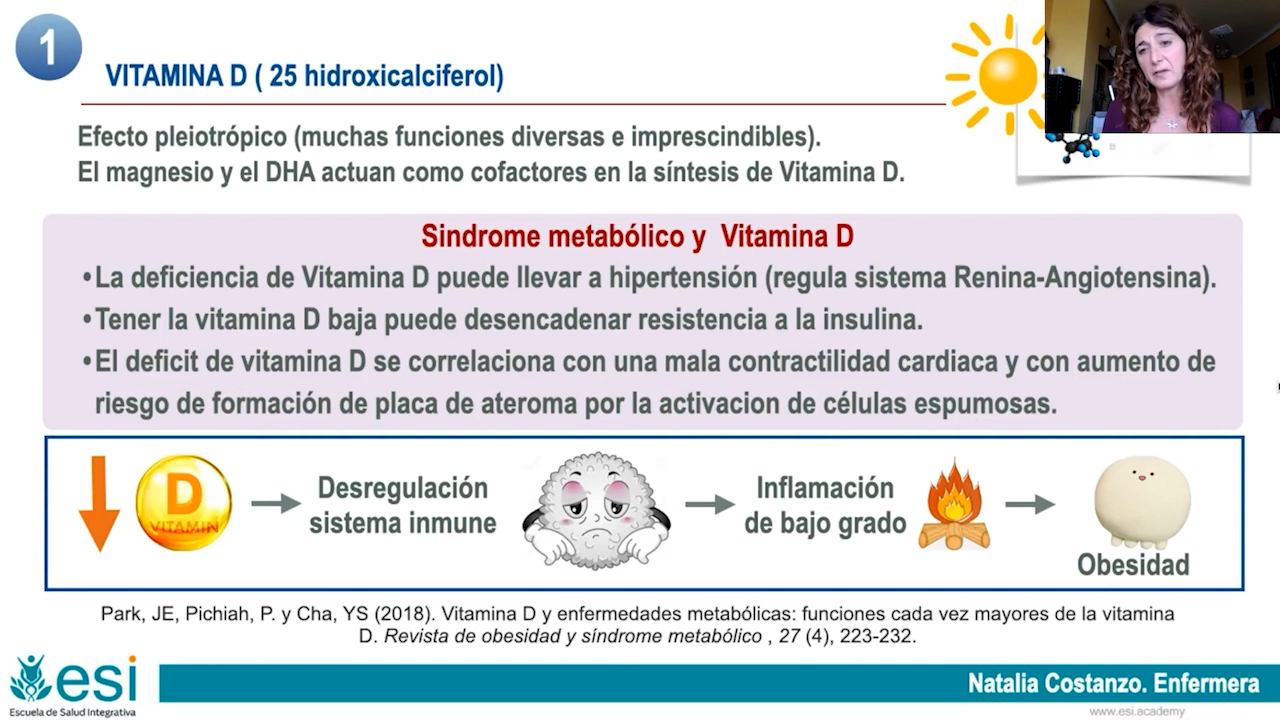 1
VITAMINA D ( 25 hidroxicalciferol)
Efecto pleiotrópico (muchas funciones diversas e imprescindibles).
El magnesio y el DHA actuan como cofactores en la síntesis de Vitamina D.
Sindrome metabólico y Vitamina D
•La deficiencia de Vitamina D puede llevar a hipertensión (regula sistema Renina-Angiotensina).
•Tener la vitamina D baja puede desencadenar resistencia a la insulina.
•El deficit de vitamina D se correlaciona con una mala contractilidad cardiaca y con aumento de
riesgo de formación de placa de ateroma por la activacion de células espumosas.
D
VITAMIN
Desregulación
sistema inmune
Inflamación
de bajo grado
Obesidad
Park, JE, Pichiah, P. y Cha, YS (2018). Vitamina D y enfermedades metabólicas: funciones cada vez mayores de la vitamina
D. Revista de obesidad y síndrome metabólico , 27 (4), 223-232.
esi
Escuela de Salud Integrativa
Natalia Costanzo. Enfermera
www.esi.academy